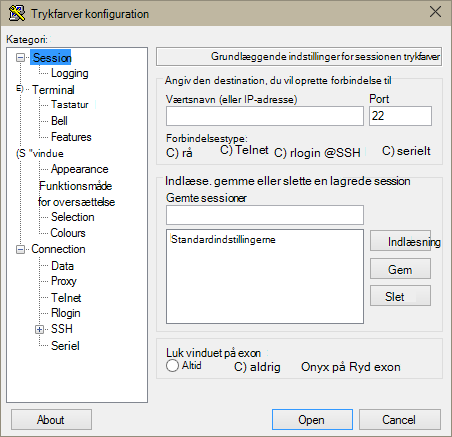 Trykfarver konfiguration
Kategori:
Session
Logging
E) Terminal
Tastatur
Bell
Features
(S "vindue
Appearance
Funktionsmåde
for oversættelse
Selection
Colours
Connection
Data
Proxy
Telnet
Rlogin
SSH
Seriel
Grundlæggende indstillinger for sessionen trykfarver
Angiv den destination, du vil oprette forbindelse til
Værtsnavn (eller IP-adresse) Port
22
Forbindelsestype:
C) rå C) Telnet C) rlogin @SSH C) serielt
Indlæse. gemme eller slette en lagrede session
Gemte sessioner
Standardindstillingerne
Indlæsning
Gem
Slet
Luk vinduet på exon
Altid C) aldrig Onyx på Ryd exon
About Open Cancel